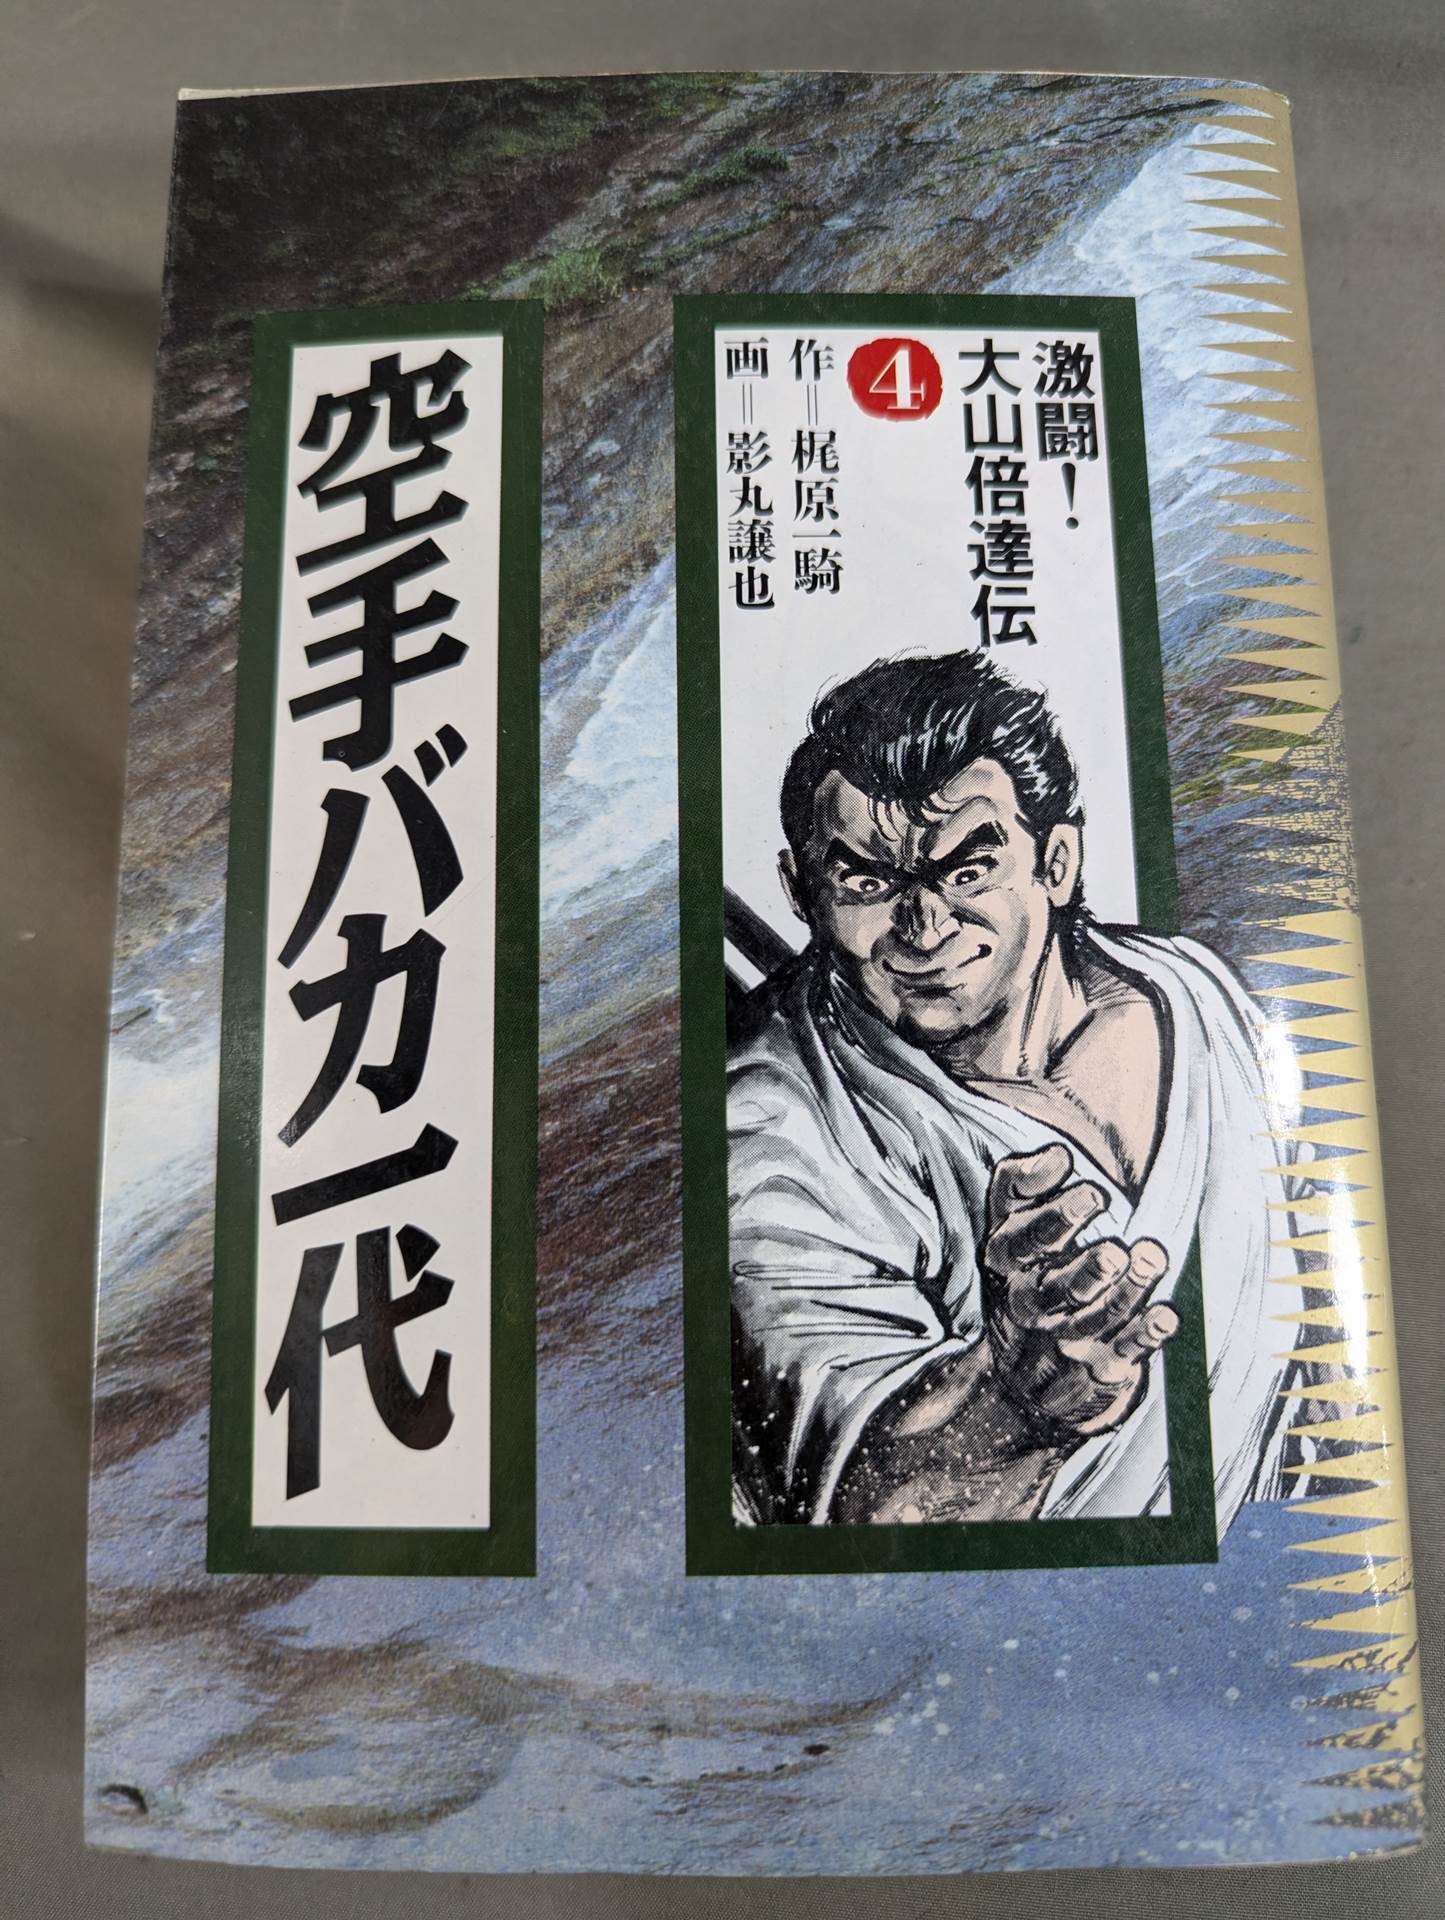 激闘!
大山倍達伝
4
作=梶原一騎
画=影丸譲也
空手バカ一代